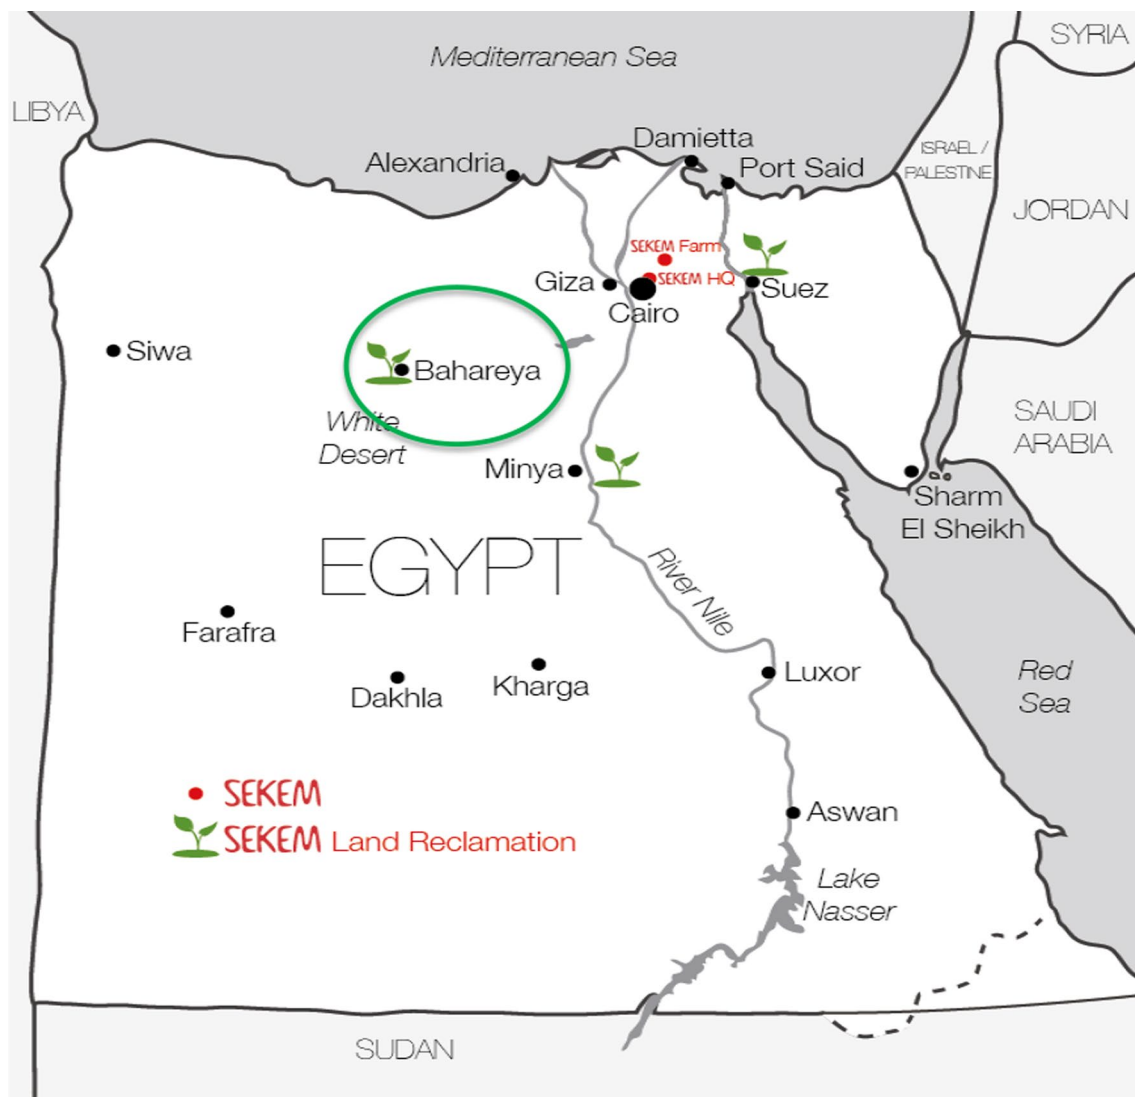 SYRIA
Mediterranean Sea
LIBYA
Damietta
ISRAEL /
PALESTINE
Alexandria
Port Said
JORDAN
SEKEM Farm
SEKEM HQ
Giza
Suez
Cairo
Siwa
Bahareya
White
Desert
SAUDI
ARABIA
Minya
Sharm
El Sheikh
EGYPT
River Nile
Farafra
Dakhla
Kharga
Luxor
Red
Sea
SEKEM
SEKEM Land Reclamation
Aswan
Lake
Nasser
SUDAN